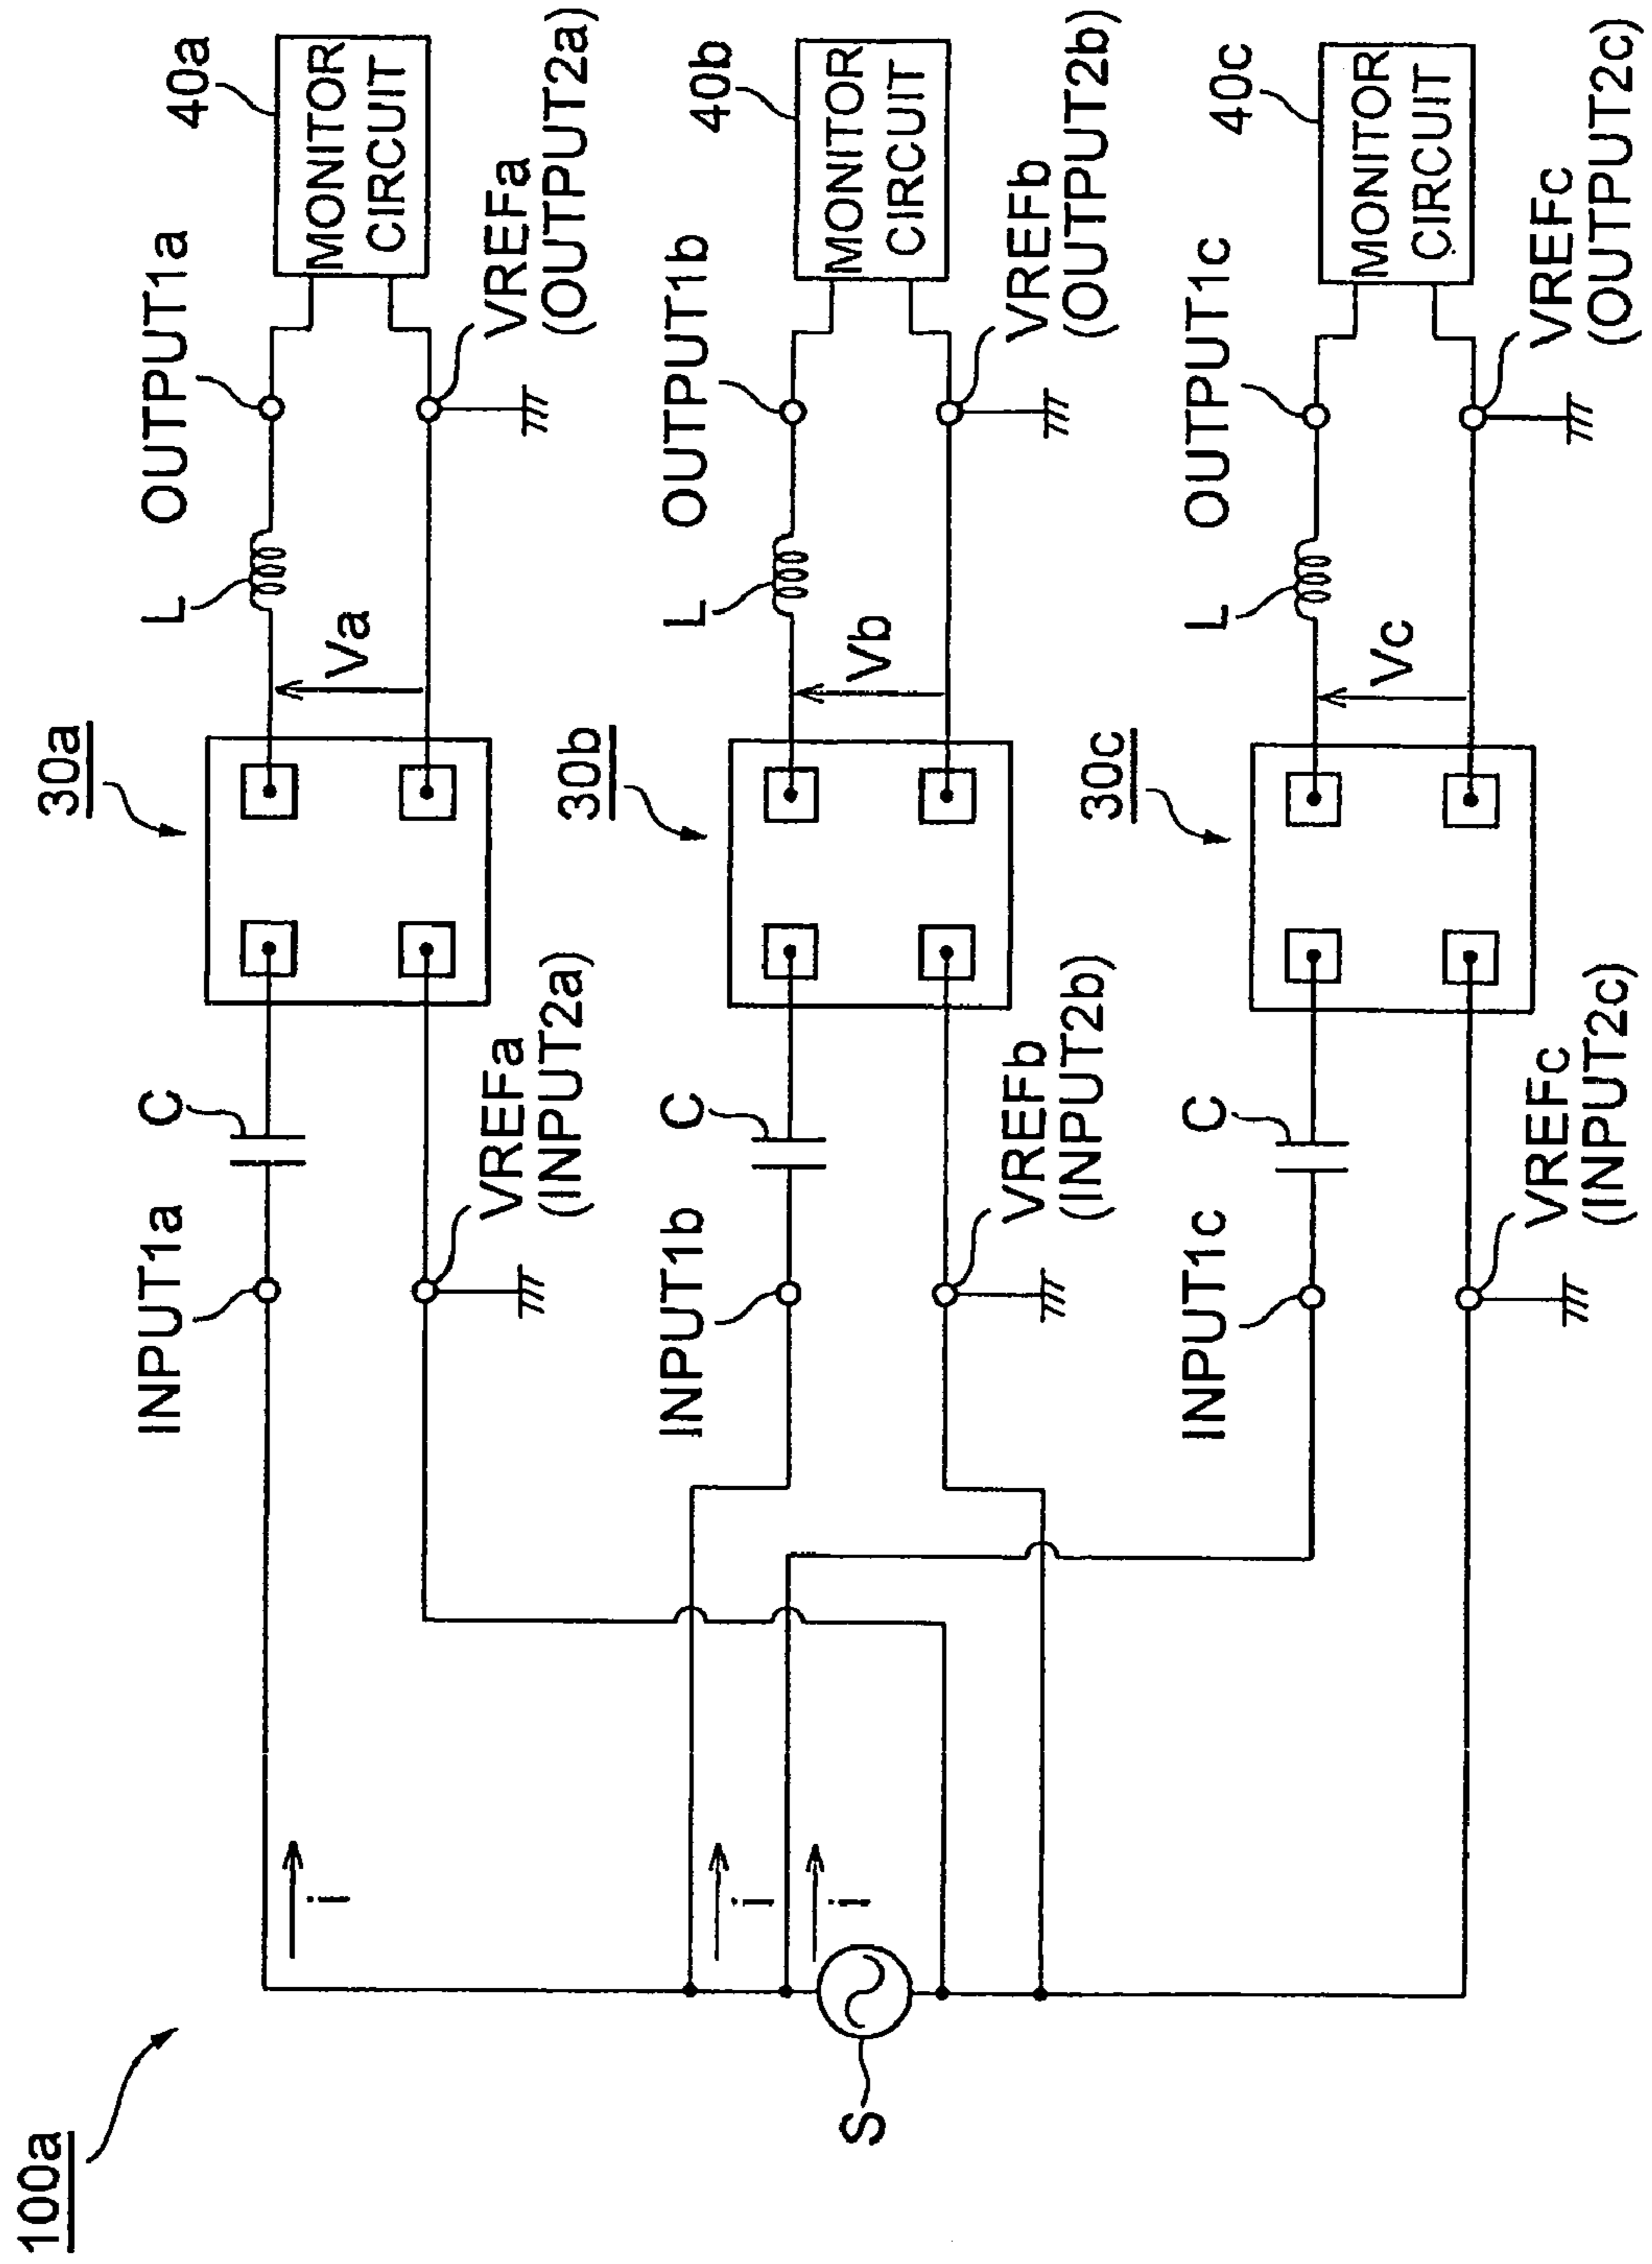 100a
30a
40a
INPUT1a
C
L
OUTPUT1a
MONITOR
CIRCUIT
Va
i
VREFa
(INPUT2a)
VREFa
(OUTPUT2a)
30b
40b
INPUT1b
C
L
OUTPUT1b
MONITOR
CIRCUIT
Vb
i
i
S
VREFb
(INPUT2b)
VREFb
(OUTPUT2b)
30c
40c
INPUT1c
C
L
OUTPUT1c
MONITOR
CIRCUIT
Vc
VREFc
(INPUT2c)
VREFc
(OUTPUT2c)